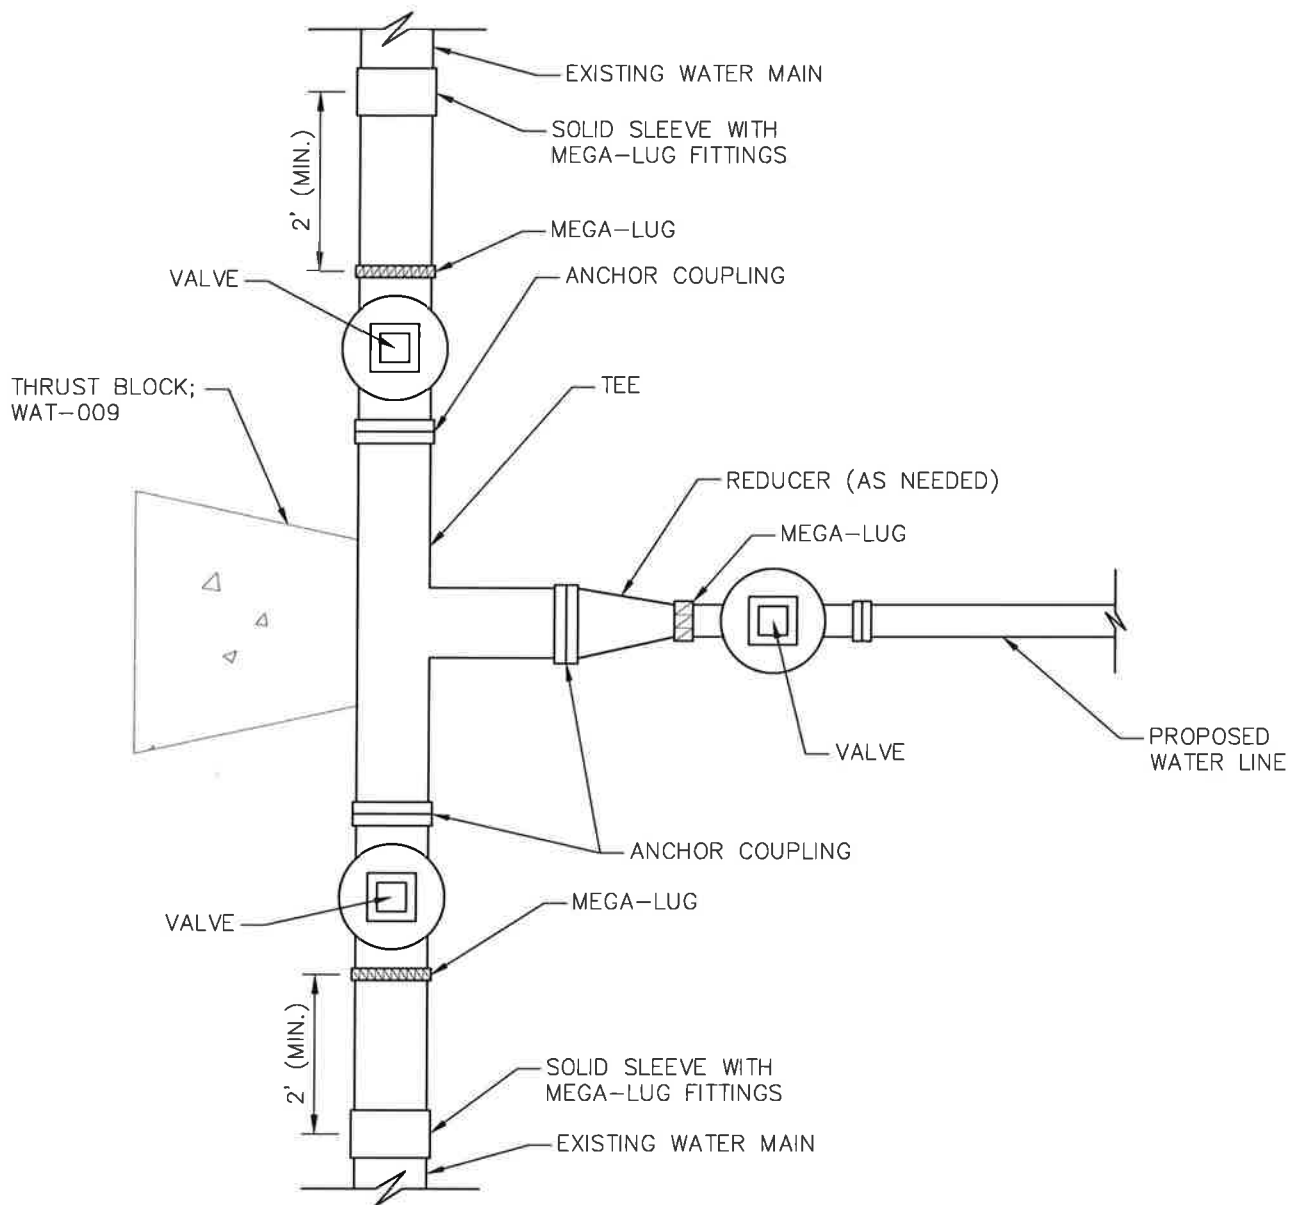 EXISTING WATER MAIN
SOLID SLEEVE WITH
MEGA-LUG FITTINGS
2' (MIN.)
MEGA-LUG
VALVE
ANCHOR COUPLING
THRUST BLOCK;
WAT-009
TEE
REDUCER (AS NEEDED)
MEGA-LUG
VALVE
PROPOSED
WATER LINE
ANCHOR COUPLING
MEGA-LUG
VALVE
2' (MIN.)
SOLID SLEEVE WITH
MEGA-LUG FITTINGS
EXISTING WATER MAIN